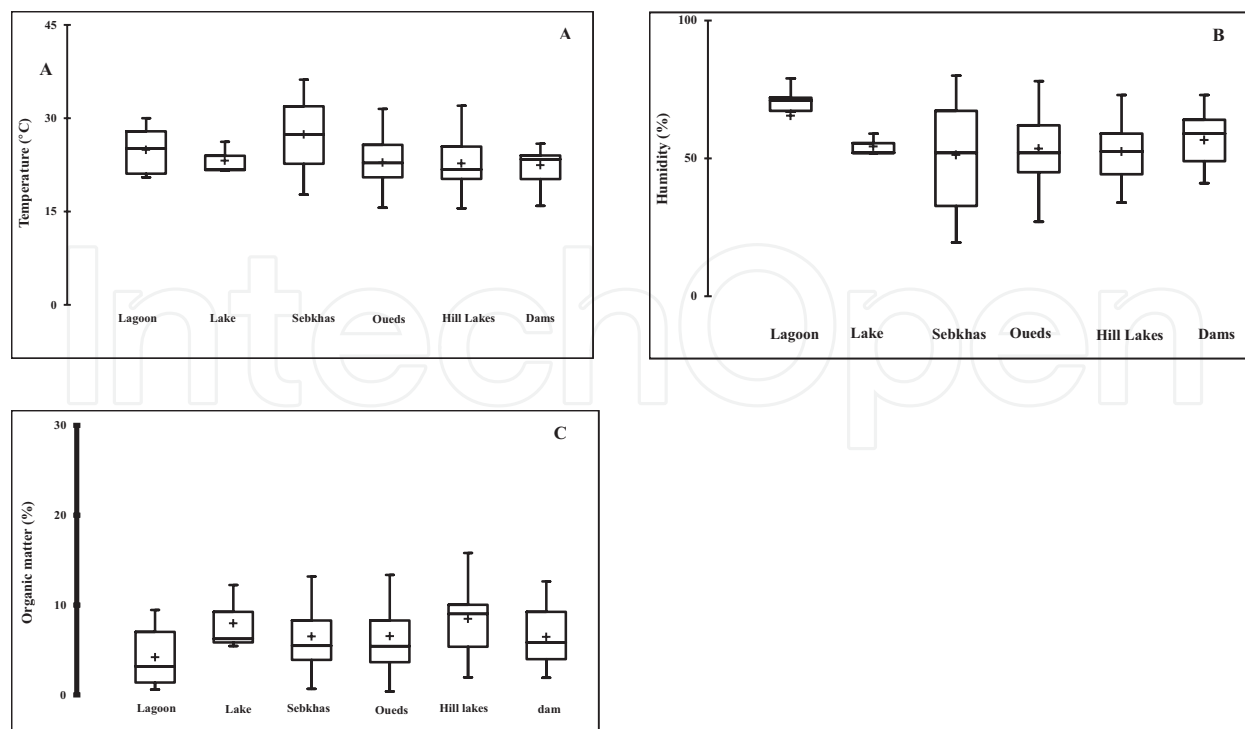 45
A
A
30
15
0
Temperature (°C)
Lagoon Lake Sebkhas Oueds Hill Lakes Dams
100
B
50
0
Humidity (%)
Lagoon Lake Sebkhas Oueds Hill Lakes Dams
30
C
20
10
0
Organic matter (%)
Lagoon Lake Sebkhas Oueds Hill lakes dam
IntechOpen